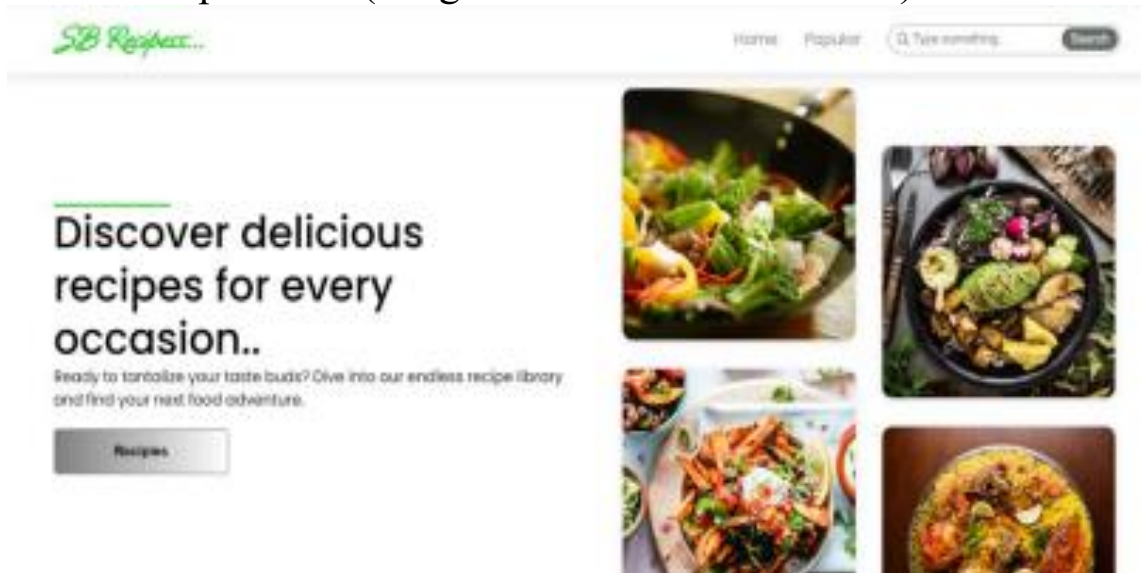 SB Recipess...
Home Popular Type something... Search
Discover delicious
recipes for every
occasion..
Ready to tantalize your taste buds? Dive into our endless recipe library
and find your next food adventure.
Recipes